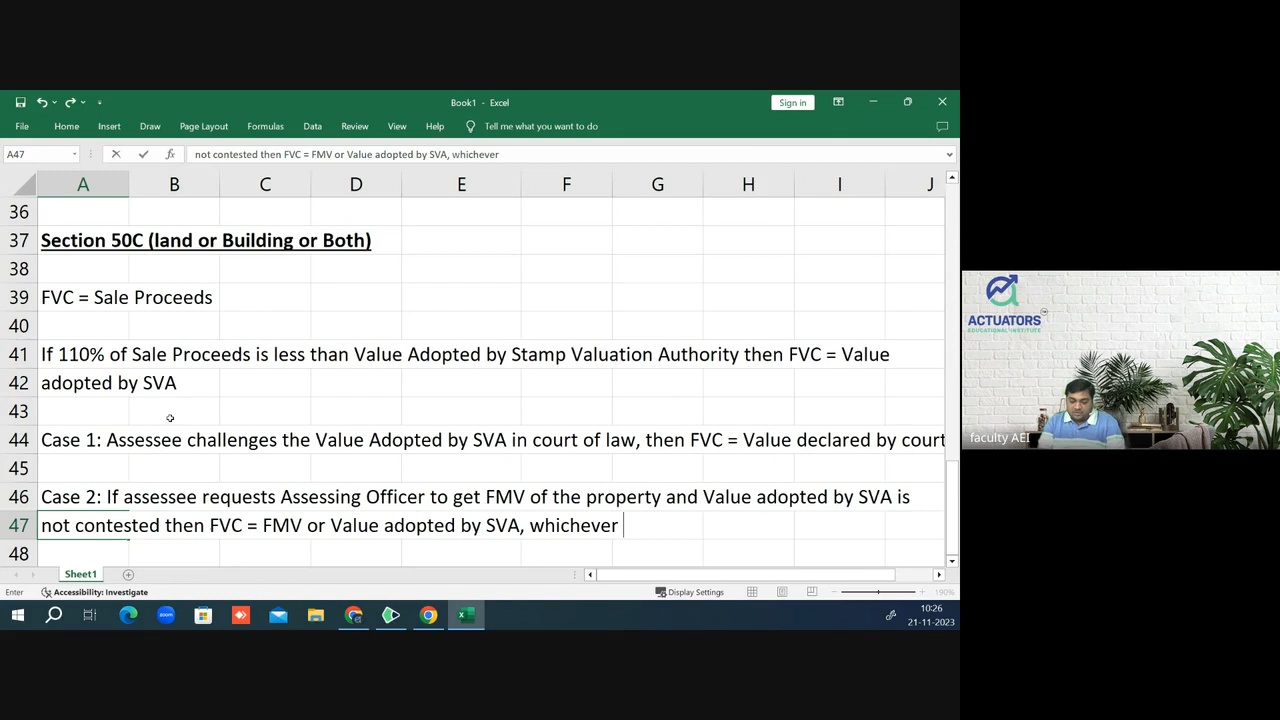 Book1 - Excel
Sign in
File Home Insert Draw Page Layout Formulas Data Review View Help Tell me what you want to do
A47 fx not contested then FVC = FMV or Value adopted by SVA, whichever
A B C D E F G H I J
36
37 Section 50C (land or Building or Both)
38
39 FVC = Sale Proceeds
40
41 If 110% of Sale Proceeds is less than Value Adopted by Stamp Valuation Authority then FVC = Value
42 adopted by SVA
43
44 Case 1: Assessee challenges the Value Adopted by SVA in court of law, then FVC = Value declared by court
45
46 Case 2: If assessee requests Assessing Officer to get FMV of the property and Value adopted by SVA is
47 not contested then FVC = FMV or Value adopted by SVA, whichever
48
Sheet1
Enter Accessibility: Investigate Display Settings 190%
zoom
10:26
21-11-2023
ACTUATORS
EDUCATIONAL INSTITUTE
TM
faculty AEI